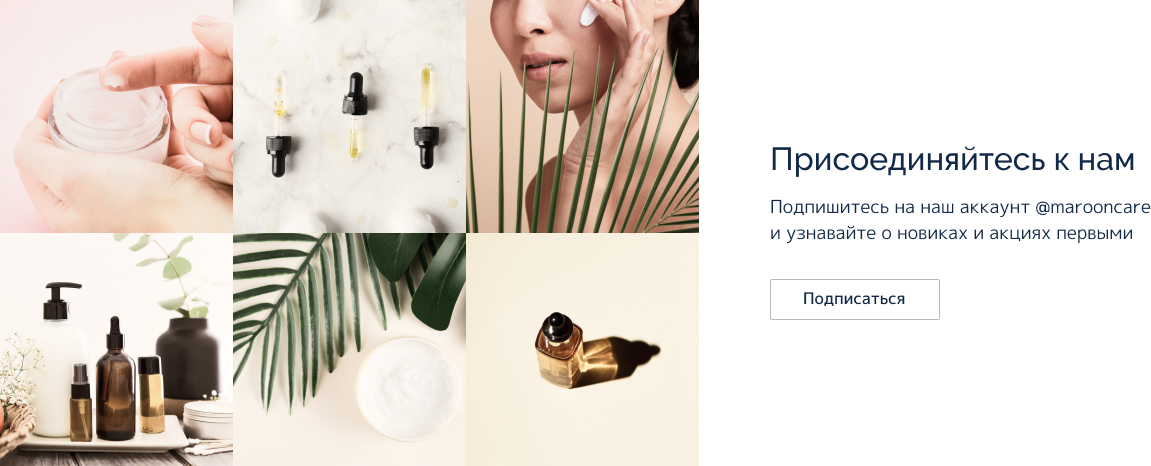 Присоединяйтесь к нам
Подпишитесь на наш аккаунт @marooncare
и узнавайте о новиках и акциях первыми
Подписаться